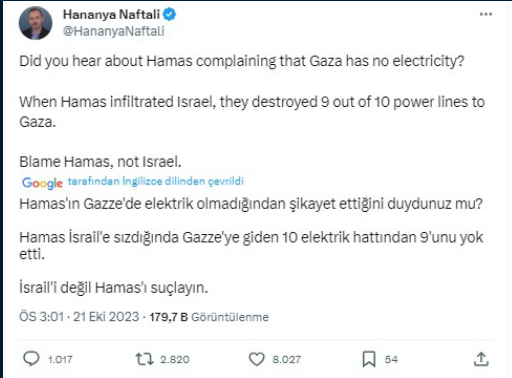 Hananya Naftali
@HananyaNaftali
Did you hear about Hamas complaining that Gaza has no electricity?
When Hamas infiltrated Israel, they destroyed 9 out of 10 power lines to
Gaza.
Blame Hamas, not Israel.
Google tarafından İngilizce dilinden çevrildi
Hamas'ın Gazze'de elektrik olmadığından şikayet ettiğini duydunuz mu?
Hamas İsrail'e sızdığında Gazze'ye giden 10 elektrik hattından 9'unu yok
etti.
İsrail'i değil Hamas'ı suçlayın.
ÖS 3:01 · 21 Eki 2023 · 179,7 B Görüntülenme
1.017 2.820 8.027 54